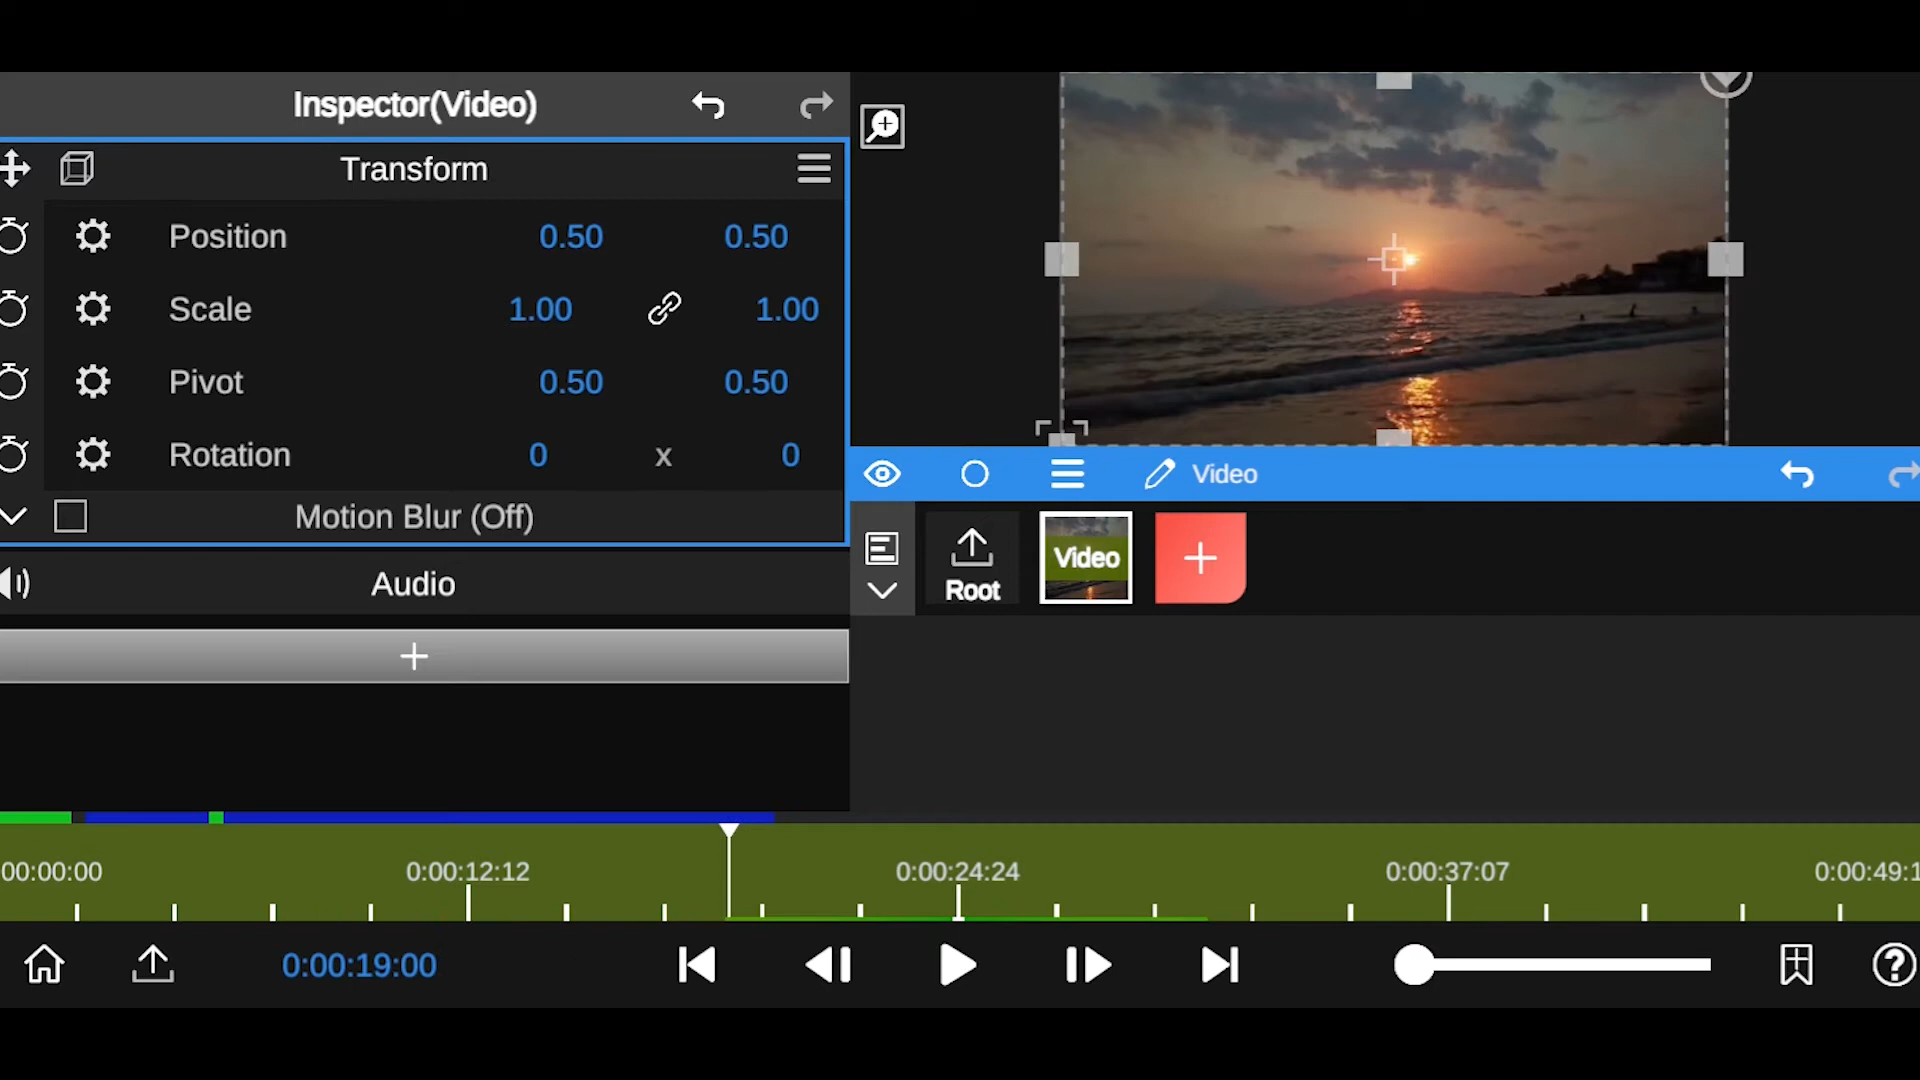 Inspector(Video)
Transform
Position 0.50 0.50
Scale 1.00 1.00
Pivot 0.50 0.50
Rotation 0 x 0
Motion Blur (Off)
Audio
+
Video
Root
Video
+
00:00:00 0:00:12:12 0:00:24:24 0:00:37:07 0:00:49:1
0:00:19:00
?